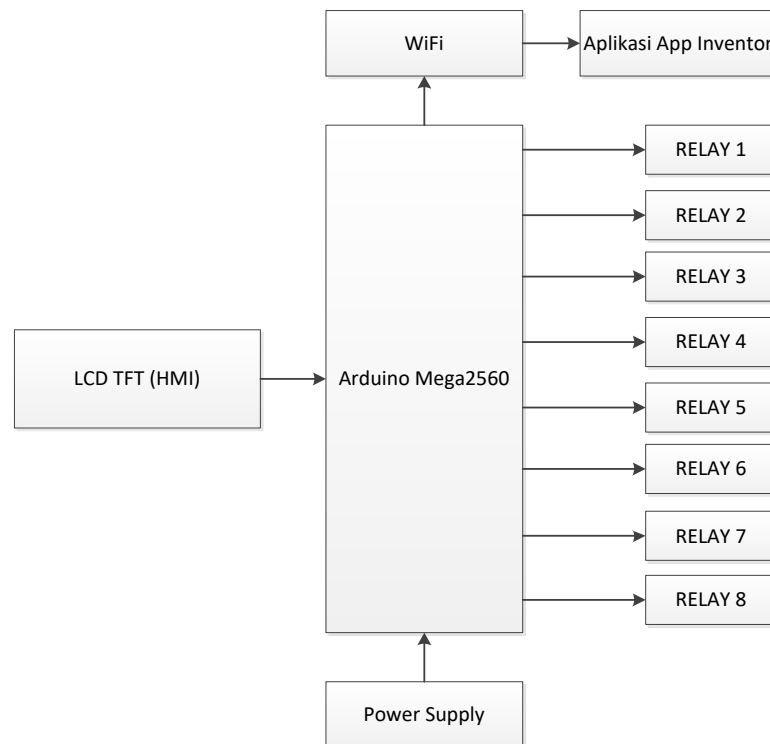 WiFi
Aplikasi App Inventor
RELAY 1
RELAY 2
RELAY 3
RELAY 4
LCD TFT (HMI)
Arduino Mega2560
RELAY 5
RELAY 6
RELAY 7
RELAY 8
Power Supply